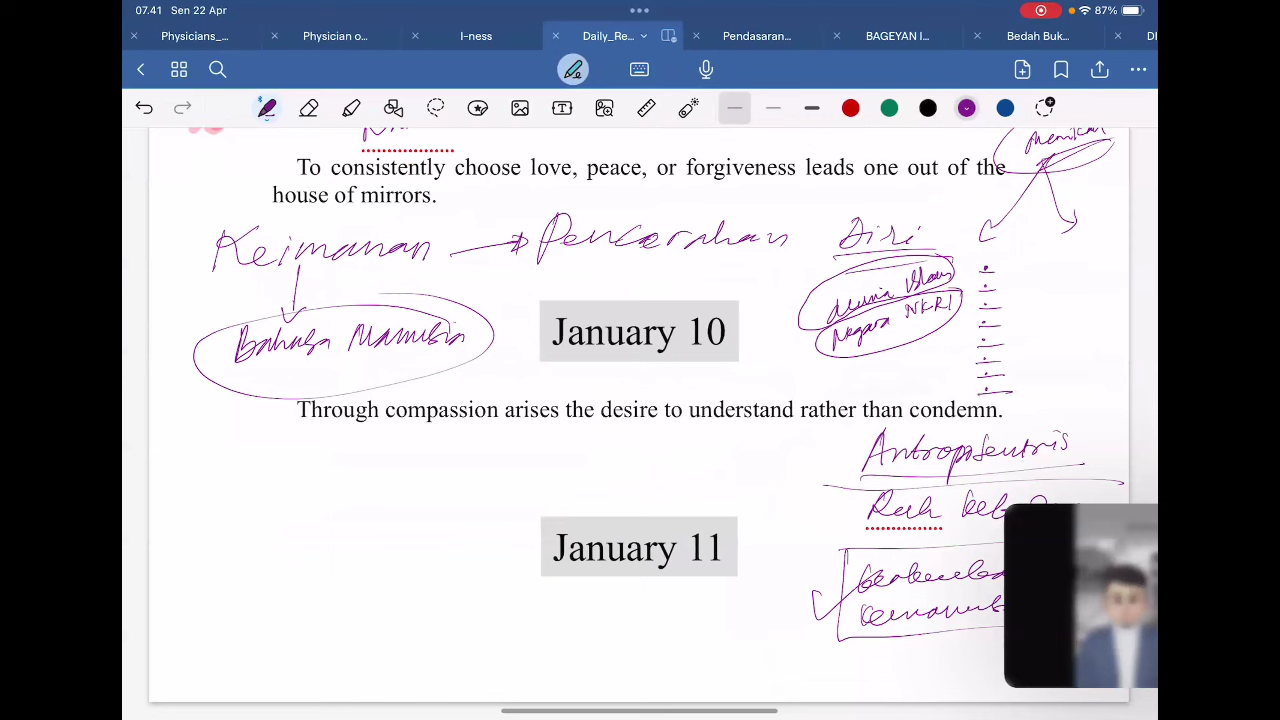 07.41 Sen 22 Apr
87%
Physicians_
Physician o...
I-ness
Daily_Re...
Pendasaran...
BAGEYAN I...
Bedah Buk...
To consistently choose love, peace, or forgiveness leads one out of the
house of mirrors.
Keimanan → Pencerahan
Diri
Dunia Islam
Negara NKRI
Bahasa Manusia
January 10
Through compassion arises the desire to understand rather than condemn.
Antroposentris
Ruh
January 11